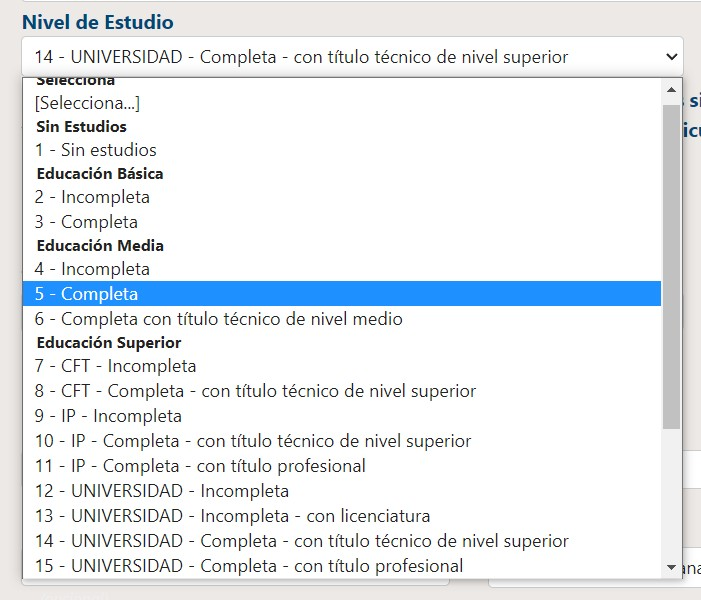 Nivel de Estudio
14 - UNIVERSIDAD - Completa - con título técnico de nivel superior
Selecciona
[Selecciona...]
Sin Estudios
1 - Sin estudios
Educación Básica
2 - Incompleta
3 - Completa
Educación Media
4 - Incompleta
5 - Completa
6 - Completa con título técnico de nivel medio
Educación Superior
7 - CFT - Incompleta
8 - CFT - Completa - con título técnico de nivel superior
9 - IP - Incompleta
10 - IP - Completa - con título técnico de nivel superior
11 - IP - Completa - con título profesional
12 - UNIVERSIDAD - Incompleta
13 - UNIVERSIDAD - Incompleta - con licenciatura
14 - UNIVERSIDAD - Completa - con título técnico de nivel superior
15 - UNIVERSIDAD - Completa - con título profesional